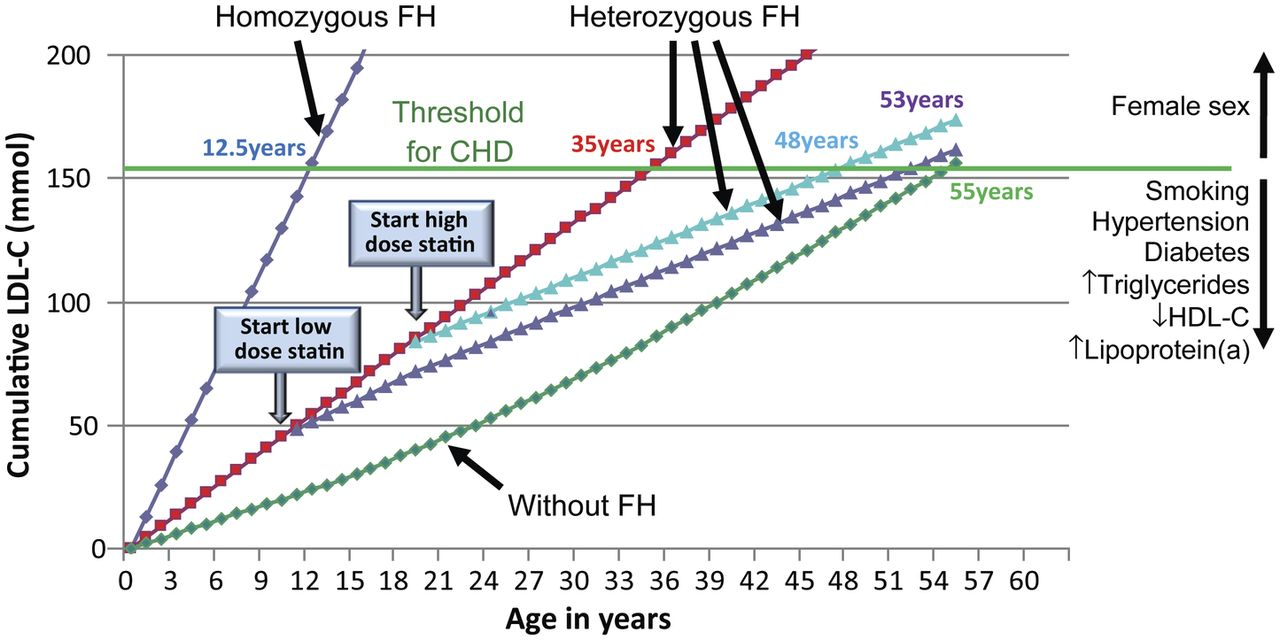 Homozygous FH
Heterozygous FH
Cumulative LDL-C (mmol)
200
150
100
50
0
Threshold
for CHD
12.5years
35years
48years
53years
55years
Start high
dose statin
Start low
dose statin
Without FH
0 3 6 9 12 15 18 21 24 27 30 33 36 39 42 45 48 51 54 57 60
Age in years
Female sex
Smoking
Hypertension
Diabetes
↑Triglycerides
↓HDL-C
↑Lipoprotein(a)